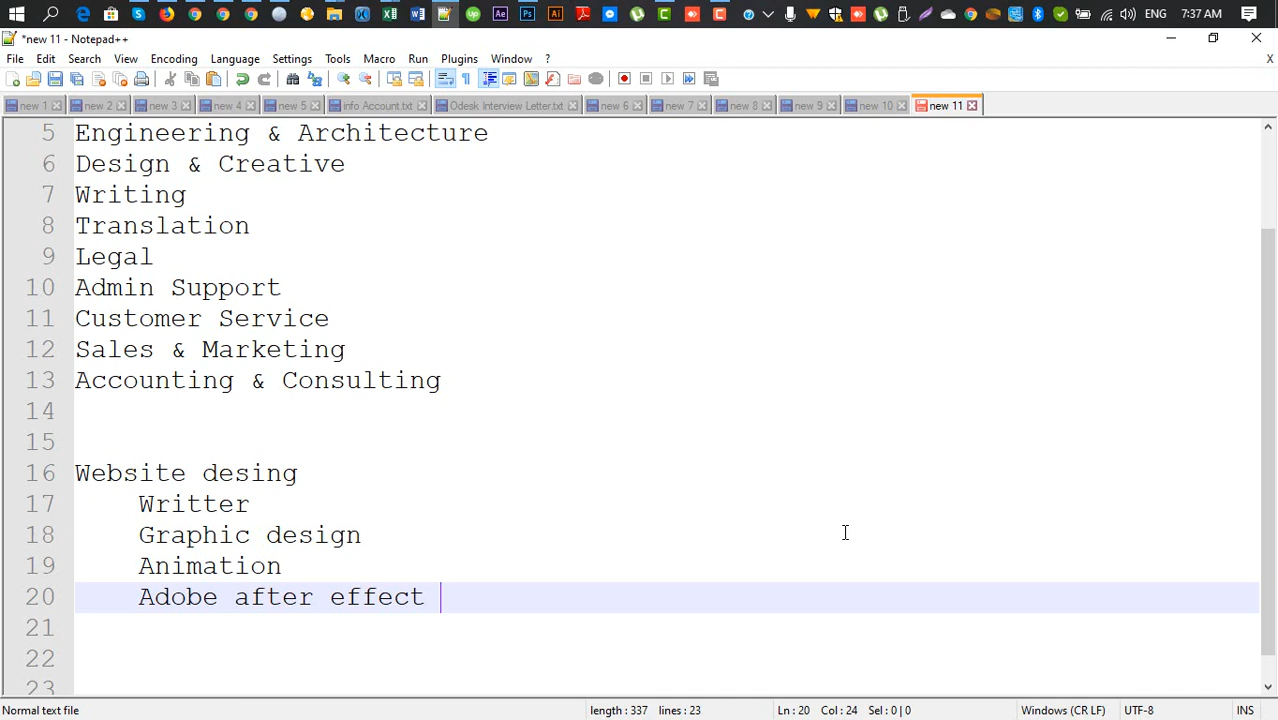 ENG 7:37 AM
*new 11 - Notepad++
File Edit Search View Encoding Language Settings Tools Macro Run Plugins Window ? X
new 1 new 2 new 3 new 4 new 5 nfo Account.txt Odesk Interview Letter.txt new 6 new 7 new 8 new 9 new 10 new 11
5 Engineering & Architecture
6 Design & Creative
7 Writing
8 Translation
9 Legal
10 Admin Support
11 Customer Service
12 Sales & Marketing
13 Accounting & Consulting
14
15
16 Website desing
17 Writter
18 Graphic design
19 Animation
20 Adobe after effect
21
22
23
Normal text file length : 337 lines : 23 Ln : 20 Col : 24 Sel : 0 | 0 Windows (CR LF) UTF-8 INS